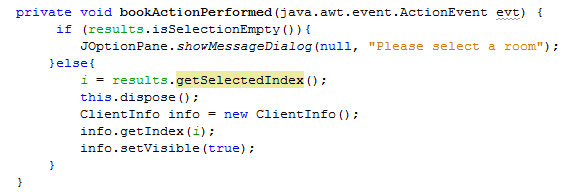 private void bookActionPerformed(java.awt.event.ActionEvent evt) {
if (results.isSelectionEmpty()){
JOptionPane.showMessageDialog(null, "Please select a room");
}else{
i = results.getSelectedIndex();
this.dispose();
ClientInfo info = new ClientInfo();
info.getIndex(i);
info.setVisible(true);
}
}